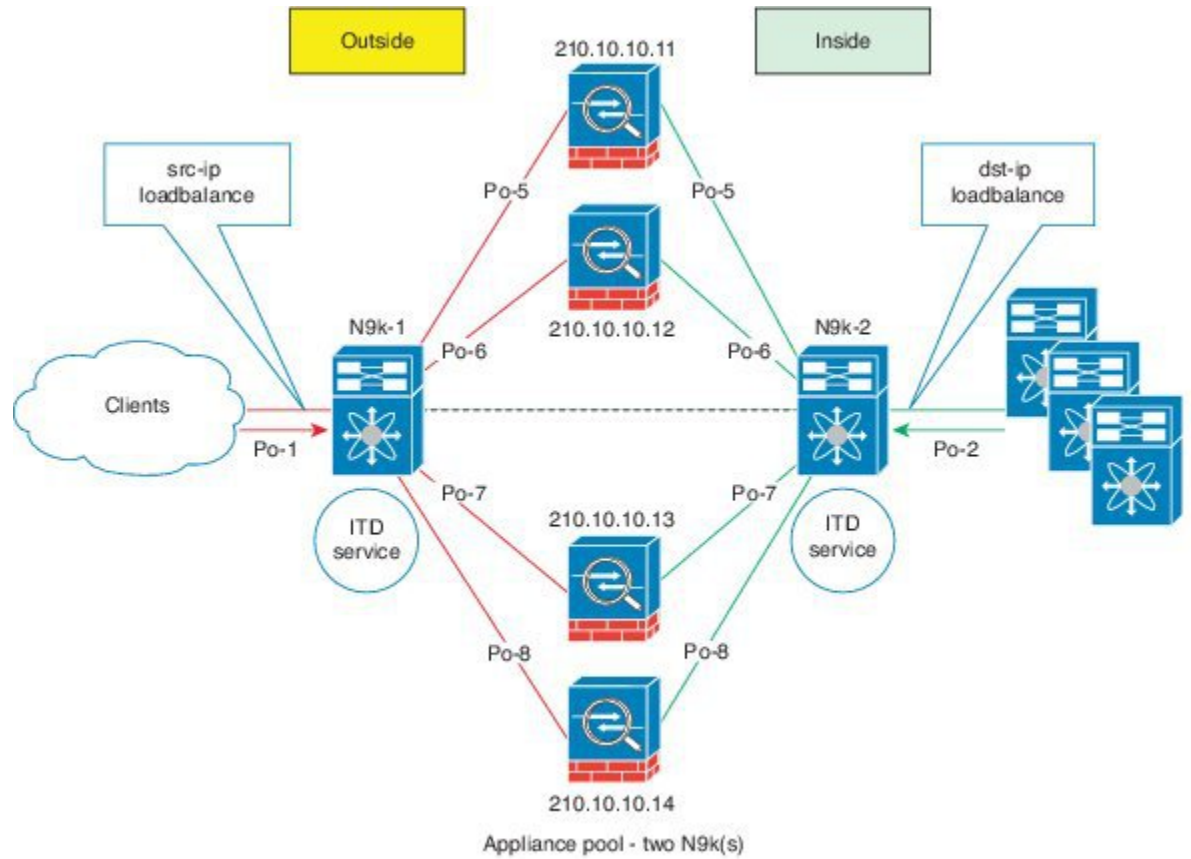 Outside
210.10.10.11
Inside
src-ip
loadbalance
dst-ip
loadbalance
Po-5
Po-5
N9k-1
210.10.10.12
N9k-2
Po-6
Po-6
Clients
Po-1
Po-2
Po-7
Po-7
ITD
service
210.10.10.13
ITD
service
Po-8
Po-8
210.10.10.14
Appliance pool - two N9k(s)